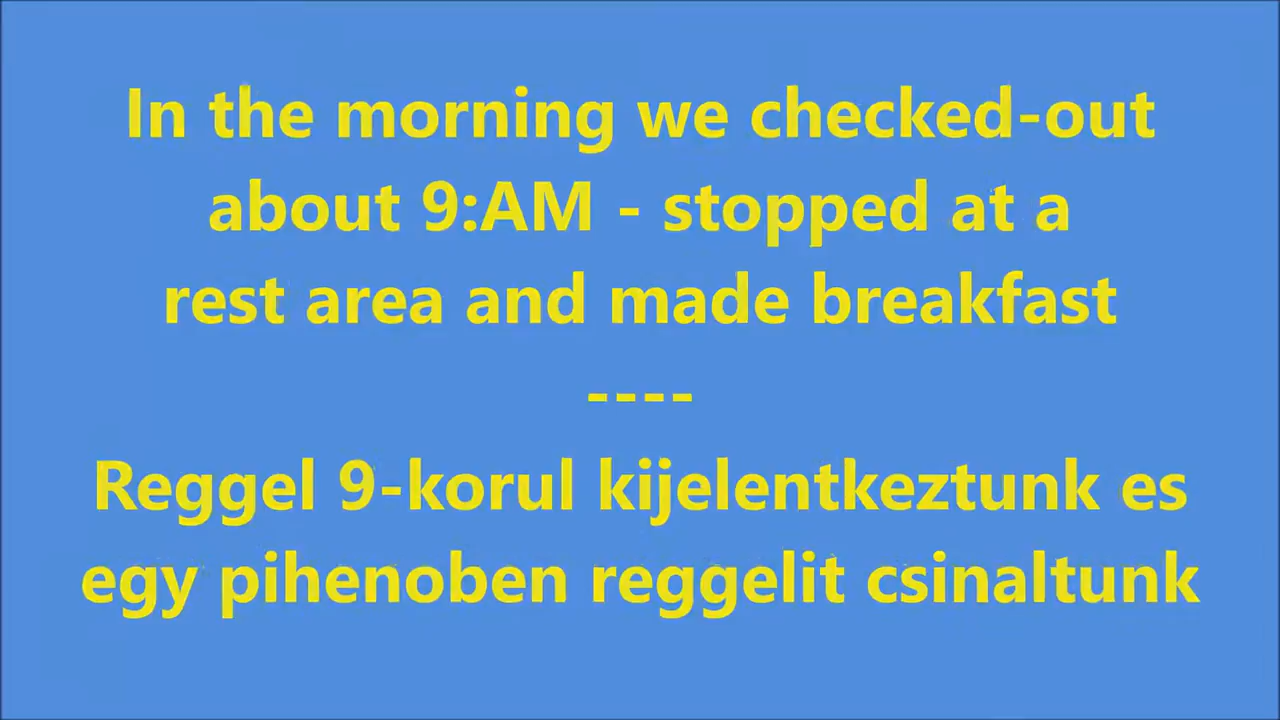 In the morning we checked-out
about 9:AM - stopped at a
rest area and made breakfast
----
Reggel 9-korul kijelentkeztunk es
egy pihenoben reggelit csinaltunk